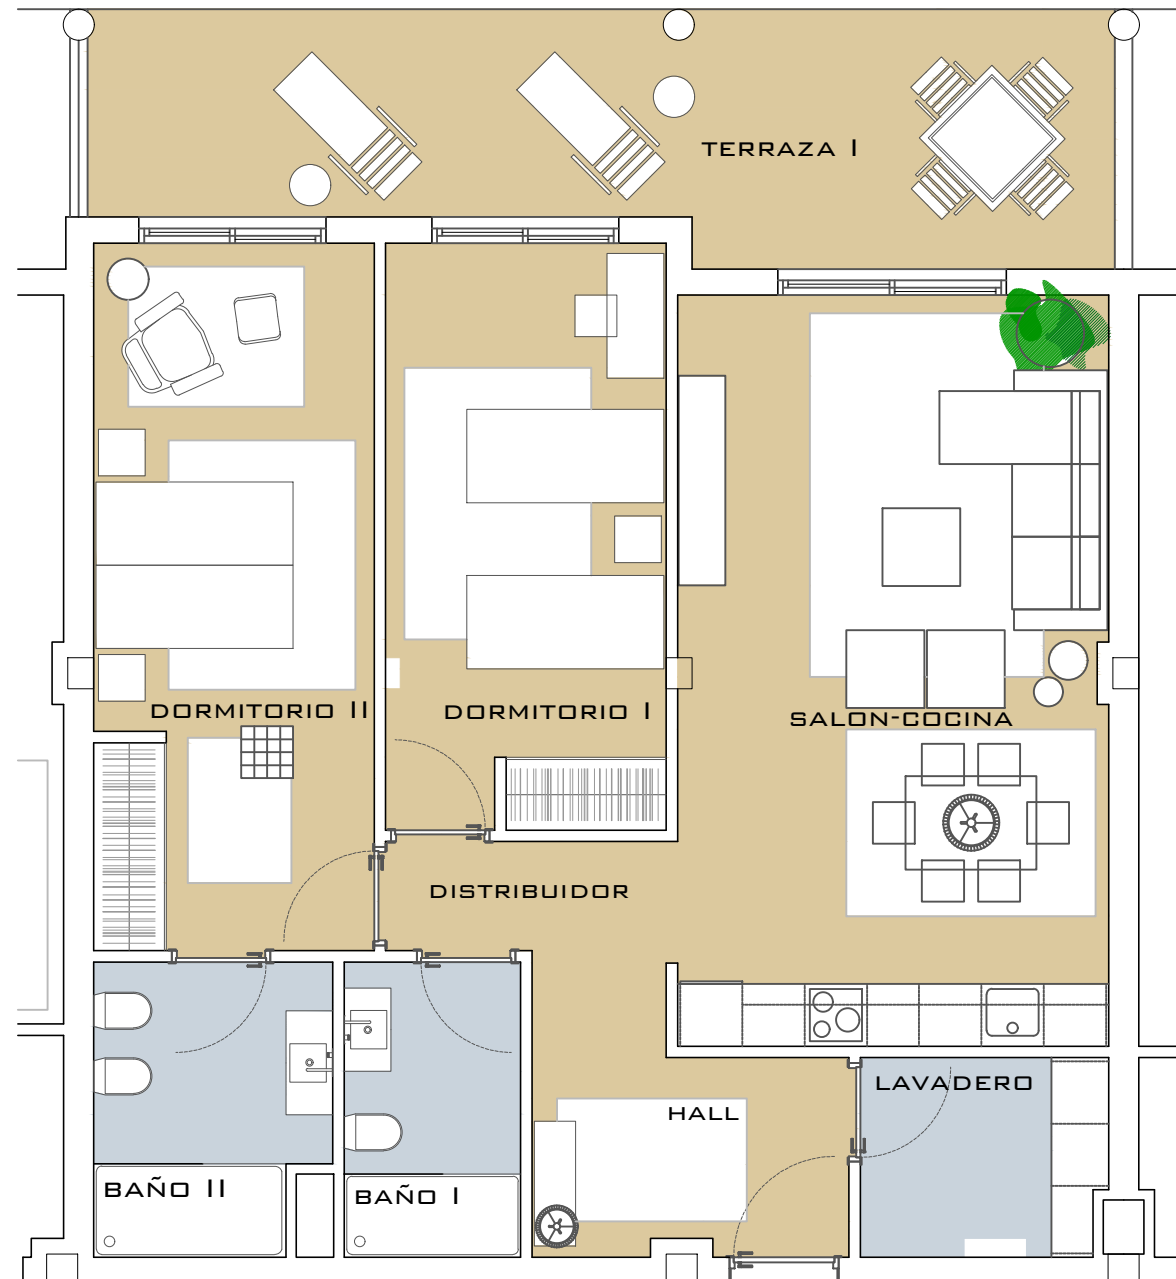 TERRAZA I
DORMITORIO II
DORMITORIO I
SALON-COCINA
DISTRIBUIDOR
LAVADERO
HALL
BAÑO II
BAÑO I